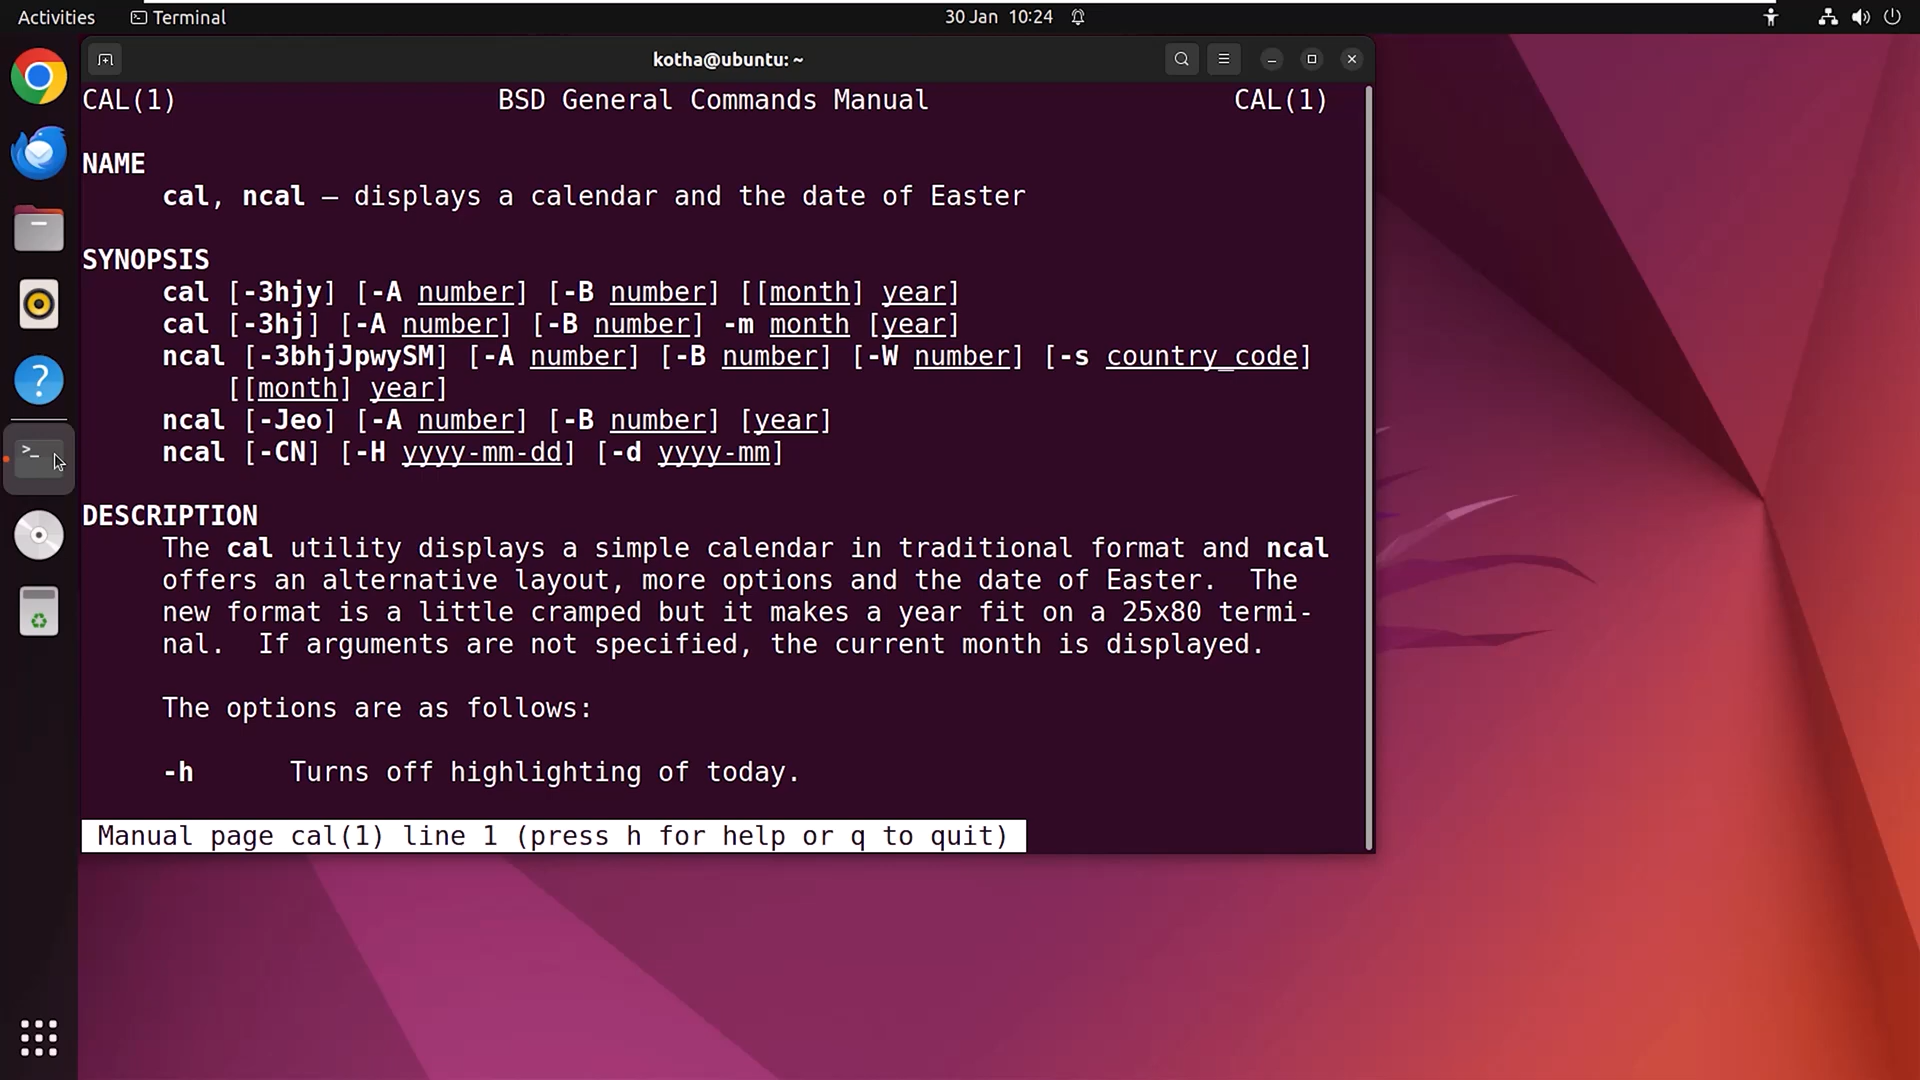 Activities
Terminal
30 Jan 10:24
kotha@ubuntu: ~
CAL(1) BSD General Commands Manual CAL(1)
NAME
cal, ncal — displays a calendar and the date of Easter
SYNOPSIS
cal [-3hjy] [-A number] [-B number] [[month] year]
cal [-3hj] [-A number] [-B number] -m month [year]
ncal [-3bhjJpwySM] [-A number] [-B number] [-W number] [-s country_code]
[[month] year]
ncal [-Jeo] [-A number] [-B number] [year]
ncal [-CN] [-H yyyy-mm-dd] [-d yyyy-mm]
DESCRIPTION
The cal utility displays a simple calendar in traditional format and ncal
offers an alternative layout, more options and the date of Easter. The
new format is a little cramped but it makes a year fit on a 25x80 termi-
nal. If arguments are not specified, the current month is displayed.
The options are as follows:
-h Turns off highlighting of today.
Manual page cal(1) line 1 (press h for help or q to quit)